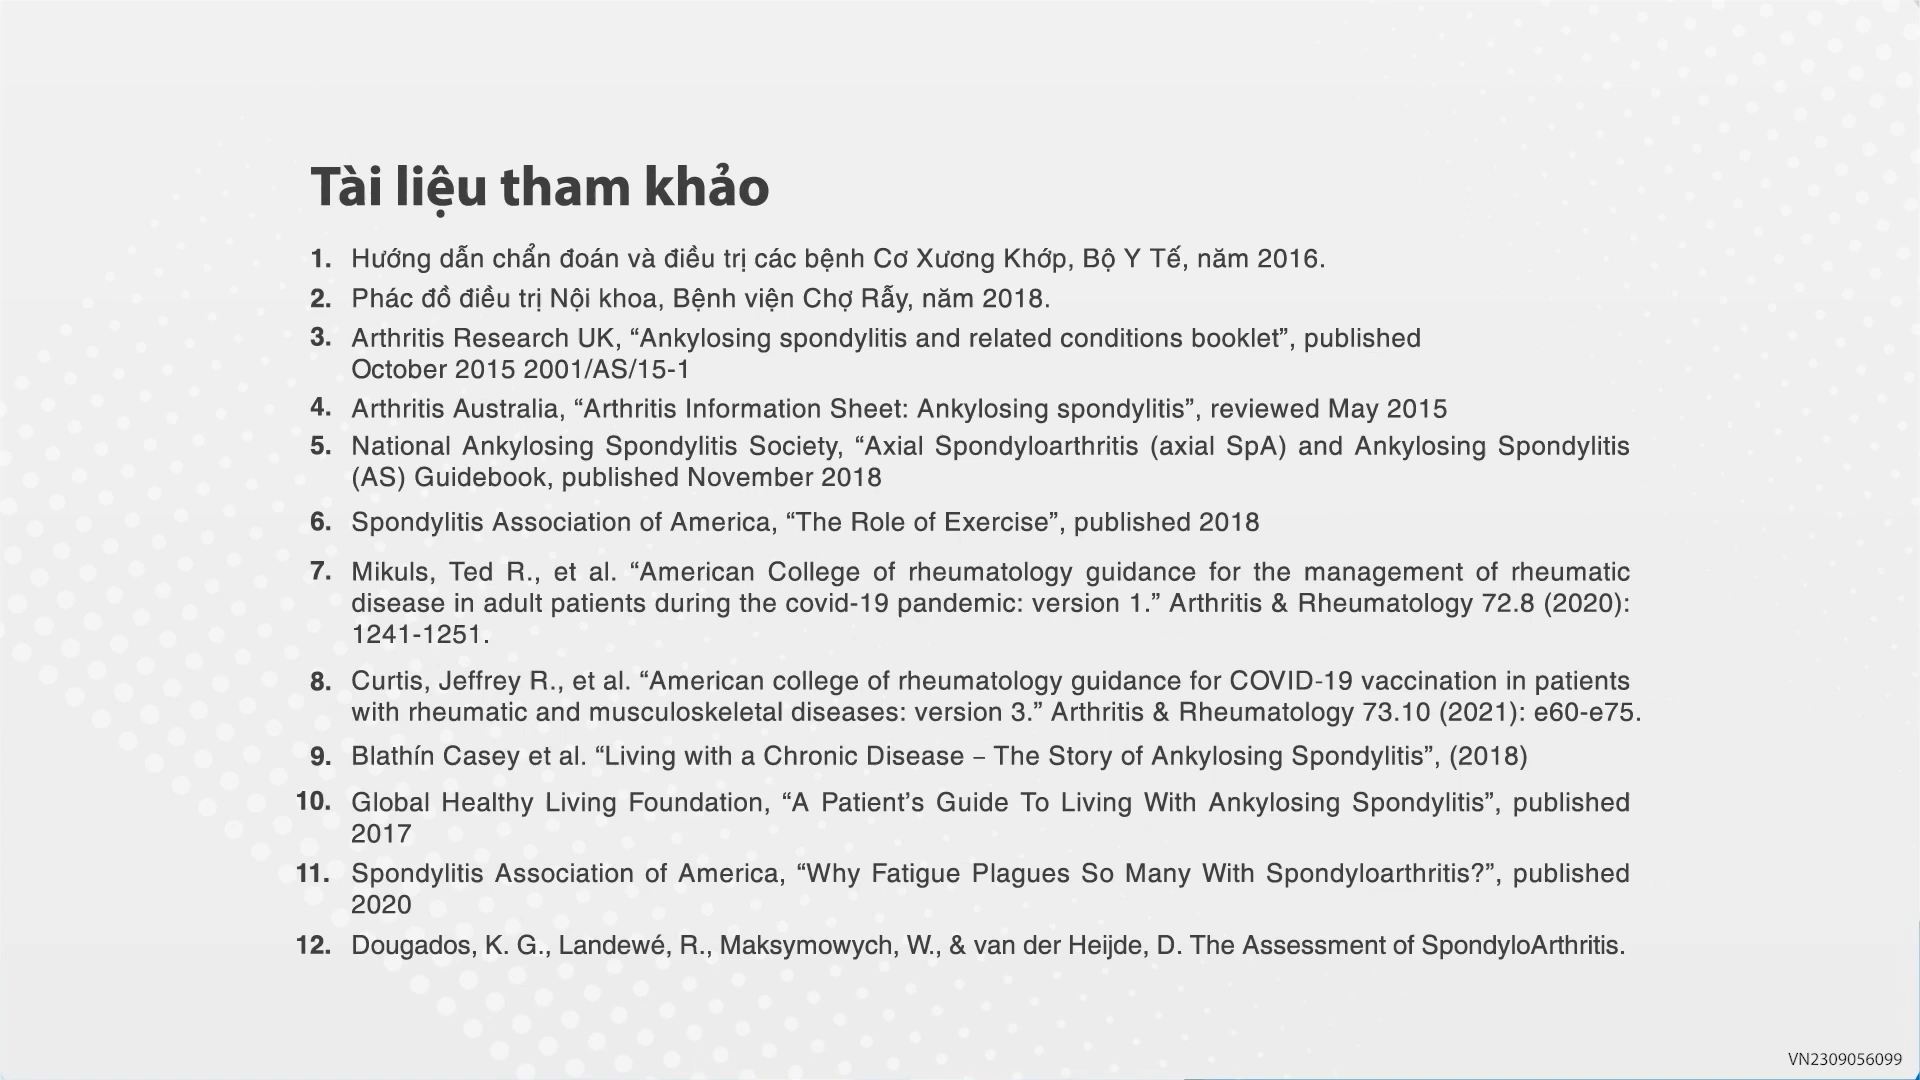 Tài liệu tham khảo
1. Hướng dẫn chẩn đoán và điều trị các bệnh Cơ Xương Khớp, Bộ Y Tế, năm 2016.
2. Phác đồ điều trị Nội khoa, Bệnh viện Chợ Rẫy, năm 2018.
3. Arthritis Research UK, “Ankylosing spondylitis and related conditions booklet”, published
October 2015 2001/AS/15-1
4. Arthritis Australia, “Arthritis Information Sheet: Ankylosing spondylitis”, reviewed May 2015
5. National Ankylosing Spondylitis Society, “Axial Spondyloarthritis (axial SpA) and Ankylosing Spondylitis
(AS) Guidebook, published November 2018
6. Spondylitis Association of America, “The Role of Exercise”, published 2018
7. Mikuls, Ted R., et al. “American College of rheumatology guidance for the management of rheumatic
disease in adult patients during the covid-19 pandemic: version 1.” Arthritis & Rheumatology 72.8 (2020):
1241-1251.
8. Curtis, Jeffrey R., et al. “American college of rheumatology guidance for COVID-19 vaccination in patients
with rheumatic and musculoskeletal diseases: version 3.” Arthritis & Rheumatology 73.10 (2021): e60-e75.
9. Blathín Casey et al. “Living with a Chronic Disease – The Story of Ankylosing Spondylitis”, (2018)
10. Global Healthy Living Foundation, “A Patient’s Guide To Living With Ankylosing Spondylitis”, published
2017
11. Spondylitis Association of America, “Why Fatigue Plagues So Many With Spondyloarthritis?”, published
2020
12. Dougados, K. G., Landewé, R., Maksymowych, W., & van der Heijde, D. The Assessment of SpondyloArthritis.
VN2309056099